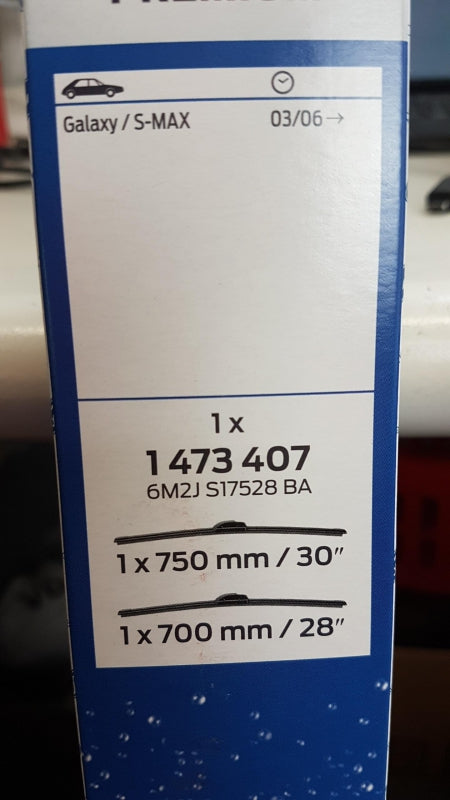 Galaxy / S-MAX 03/06→
1 x
1 473 407
6M2J S17528 BA
1 x 750 mm / 30″
1 x 700 mm / 28″